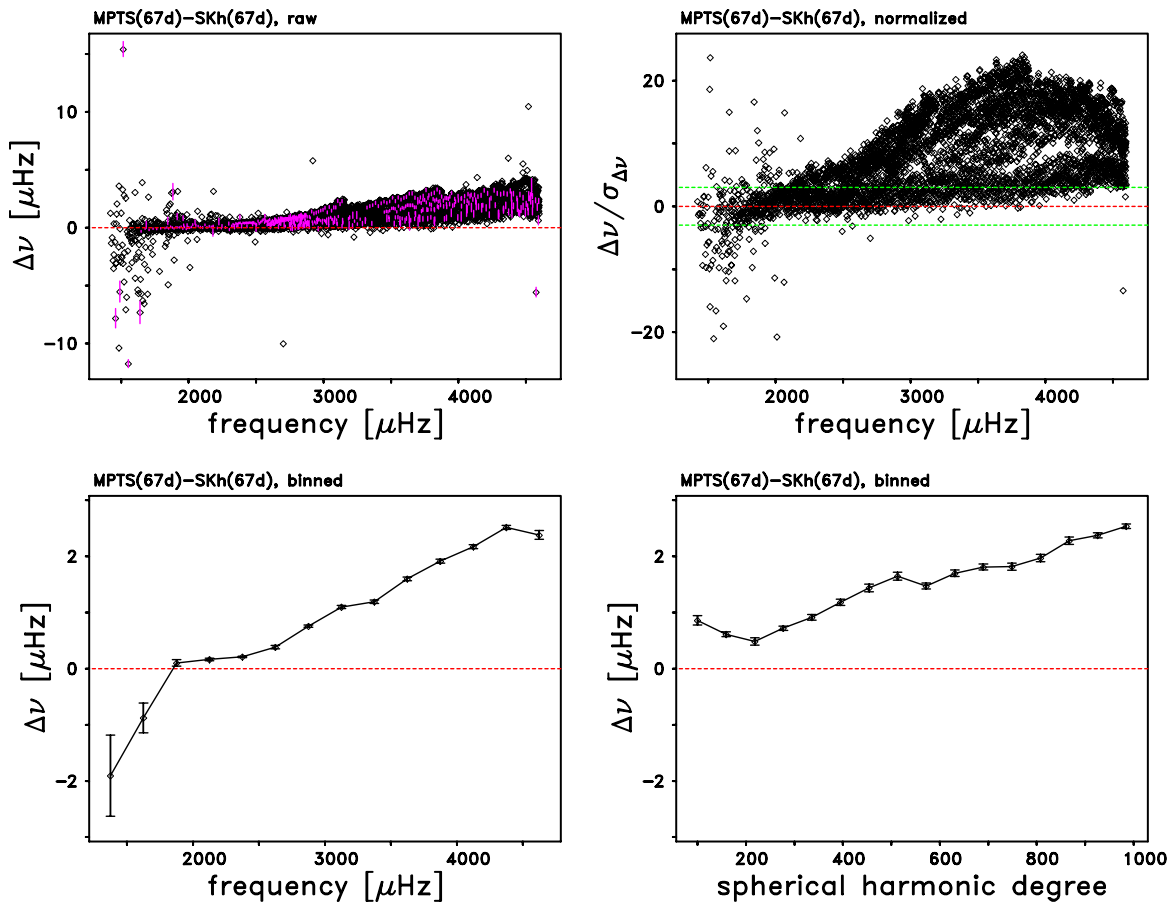 MPTS(67d)−SKh(67d), raw
10
0
−10
Δν [μHz]
2000 3000 4000
frequency [μHz]
MPTS(67d)−SKh(67d), normalized
20
0
−20
Δν/σΔν
2000 3000 4000
frequency [μHz]
MPTS(67d)−SKh(67d), binned
2
0
−2
Δν [μHz]
2000 3000 4000
frequency [μHz]
MPTS(67d)−SKh(67d), binned
2
0
−2
Δν [μHz]
200 400 600 800 1000
spherical harmonic degree